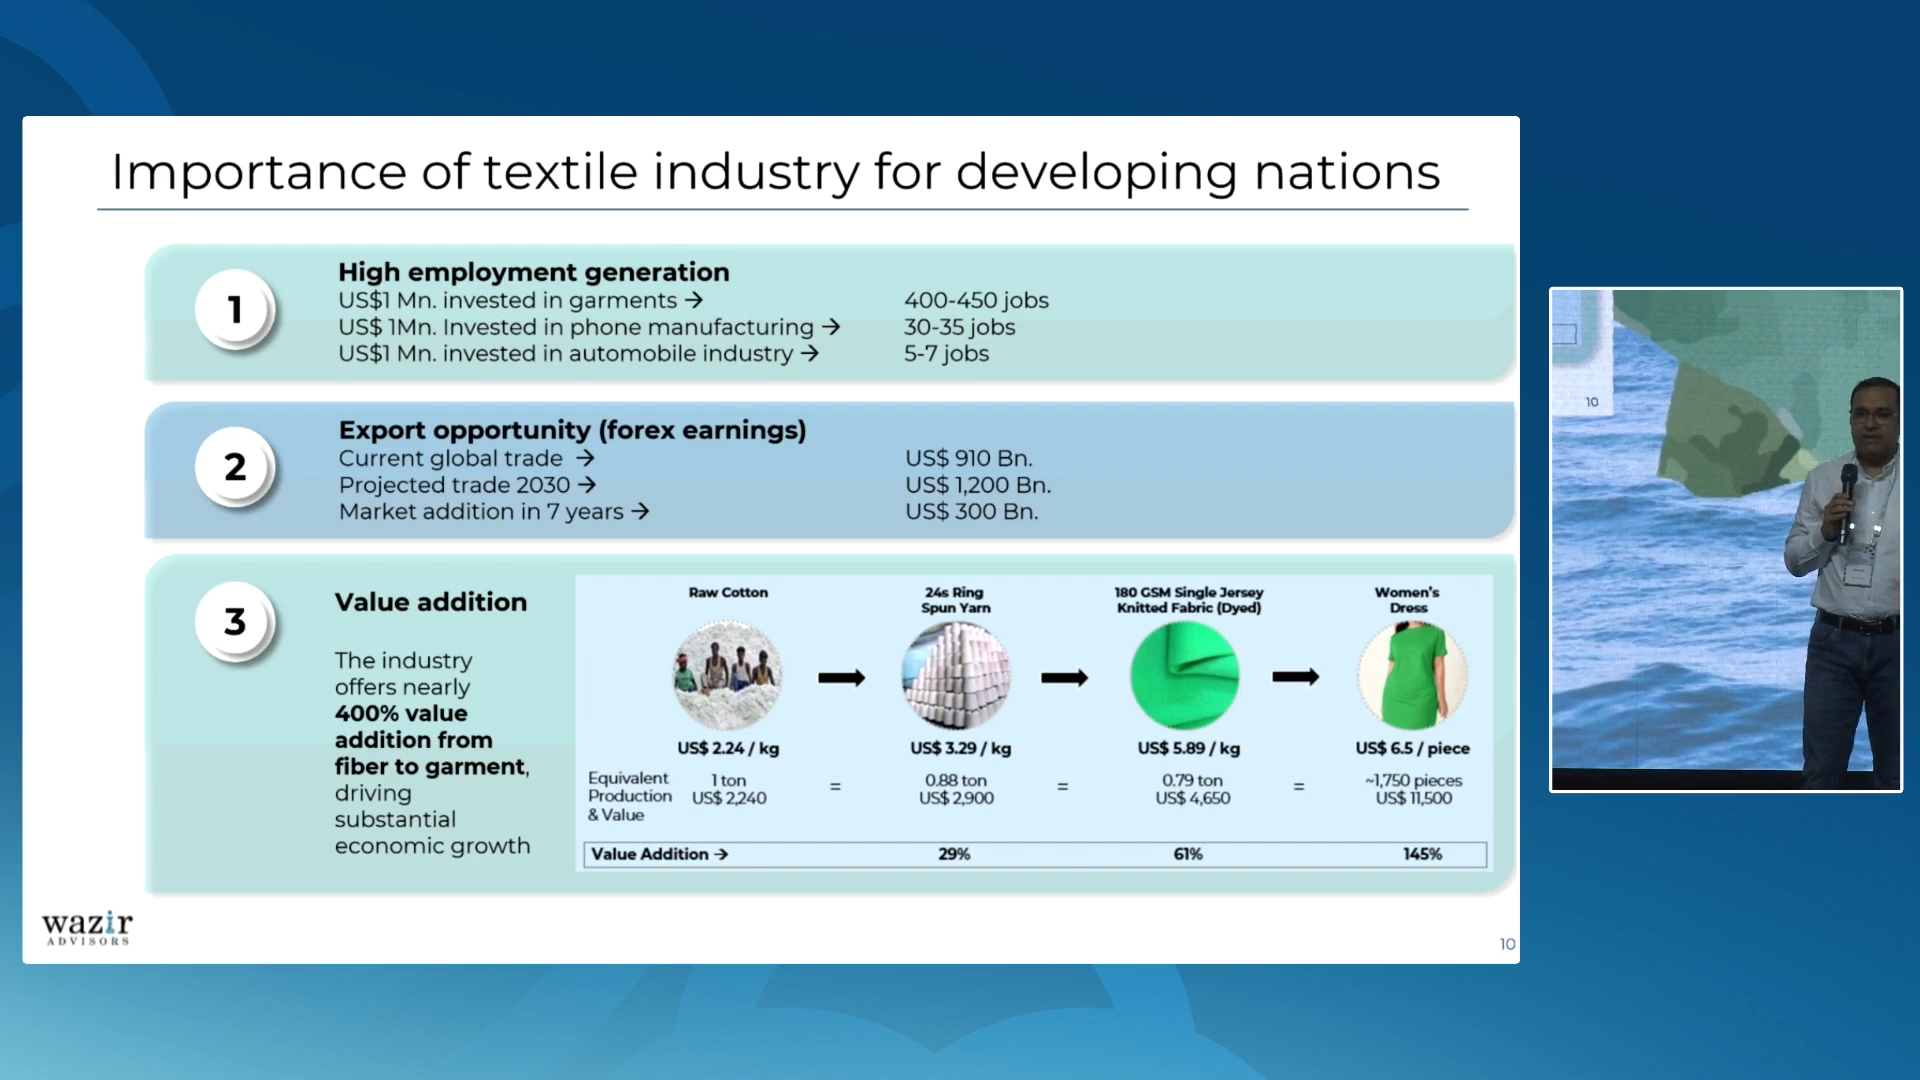 Importance of textile industry for developing nations
1
High employment generation
US$1 Mn. invested in garments → 400-450 jobs
US$ 1Mn. Invested in phone manufacturing → 30-35 jobs
US$1 Mn. invested in automobile industry → 5-7 jobs
2
Export opportunity (forex earnings)
Current global trade → US$ 910 Bn.
Projected trade 2030 → US$ 1,200 Bn.
Market addition in 7 years → US$ 300 Bn.
3
Value addition
The industry
offers nearly
400% value
addition from
fiber to garment,
driving
substantial
economic growth
Raw Cotton
24s Ring
Spun Yarn
180 GSM Single Jersey
Knitted Fabric (Dyed)
Women's
Dress
US$ 2.24 / kg
US$ 3.29 / kg
US$ 5.89 / kg
US$ 6.5 / piece
Equivalent
Production
& Value
1 ton
US$ 2,240
=
0.88 ton
US$ 2,900
=
0.79 ton
US$ 4,650
=
~1,750 pieces
US$ 11,500
Value Addition → 29% 61% 145%
wazir
ADVISORS
10
10